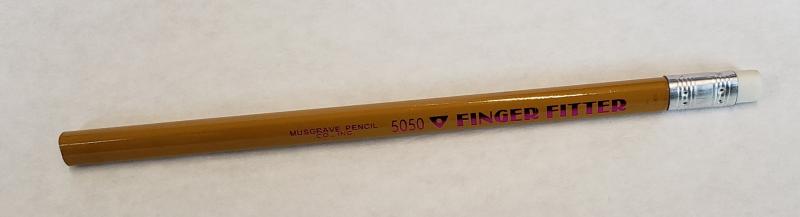 MUSGRAVE PENCIL
CO., INC.
5050 FINGER FITTER